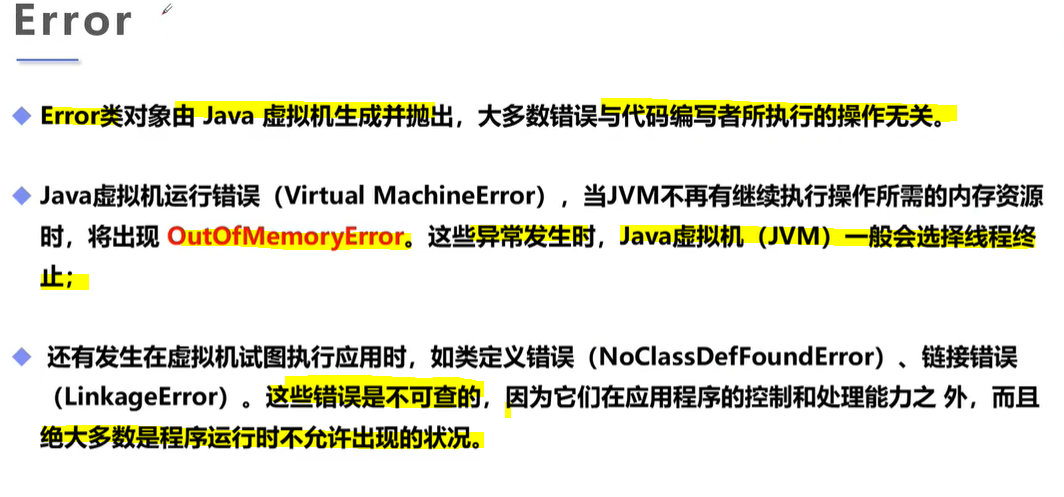 Error
Error类对象由 Java 虚拟机生成并抛出，大多数错误与代码编写者所执行的操作无关。
Java虚拟机运行错误（Virtual MachineError），当JVM不再有继续执行操作所需的内存资源
时，将出现 OutOfMemoryError。这些异常发生时，Java虚拟机（JVM）一般会选择线程终
止；
还有发生在虚拟机试图执行应用时，如类定义错误（NoClassDefFoundError）、链接错误
（LinkageError）。这些错误是不可查的，因为它们在应用程序的控制和处理能力之 外，而且
绝大多数是程序运行时不允许出现的状况。